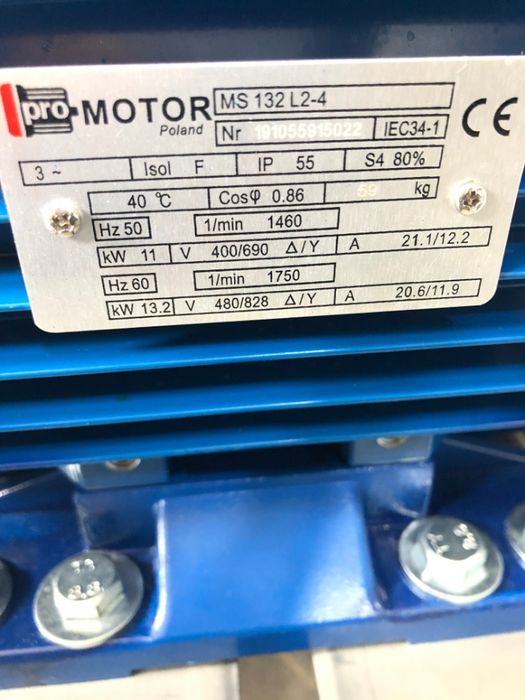 pro MOTOR MS 132 L2-4
Poland Nr 191055915022 IEC34-1 CE
3 ~ Isol F IP 55 S4 80%
40 °C Cosφ 0.86 59 kg
Hz 50 1/min 1460
kW 11 V 400/690 Δ/Y A 21.1/12.2
Hz 60 1/min 1750
kW 13.2 V 480/828 Δ/Y A 20.6/11.9
8.8